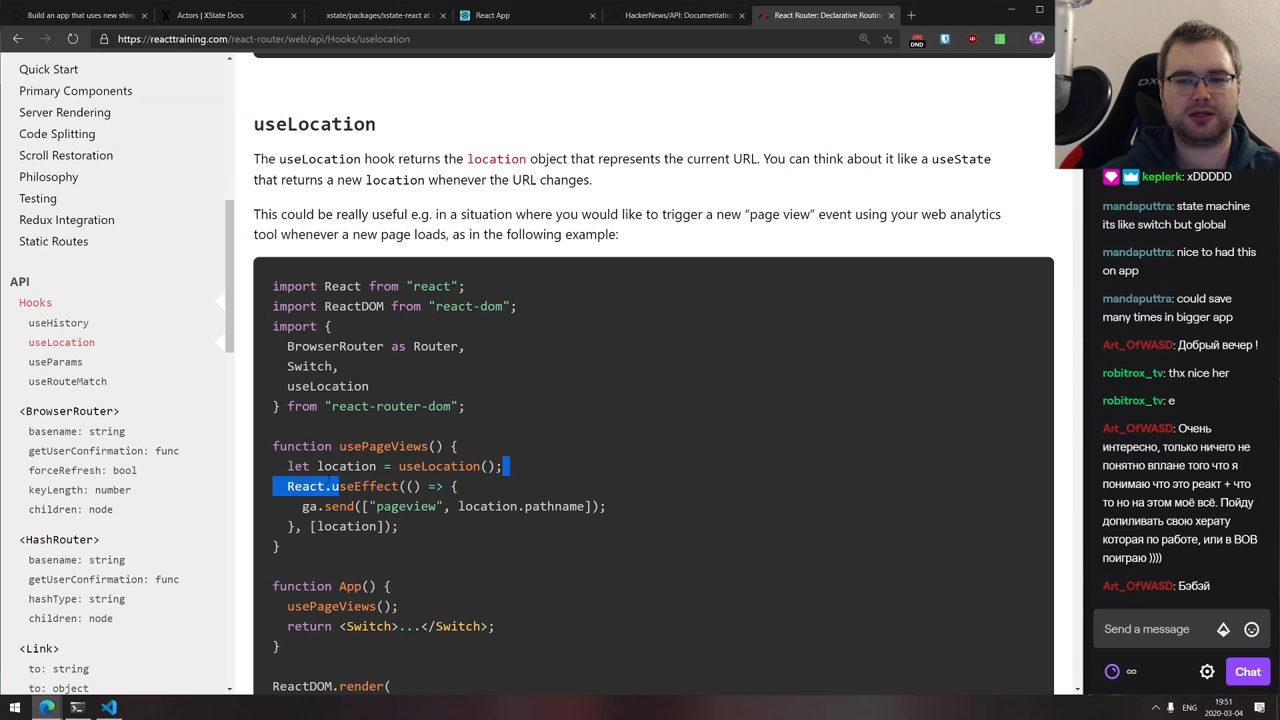 Build an app that uses new shiny
Actors | XState Docs
xstate/packages/xstate-react at
React App
HackerNews/API: Documentation
React Router: Declarative Routin
https://reacttraining.com/react-router/web/api/Hooks/uselocation
DND
Quick Start
Primary Components
Server Rendering
Code Splitting
Scroll Restoration
Philosophy
Testing
Redux Integration
Static Routes
API
Hooks
useHistory
useLocation
useParams
useRouteMatch
<BrowserRouter>
basename: string
getUserConfirmation: func
forceRefresh: bool
keyLength: number
children: node
<HashRouter>
basename: string
getUserConfirmation: func
hashType: string
children: node
<Link>
to: string
to: object
useLocation
The useLocation hook returns the location object that represents the current URL. You can think about it like a useState
that returns a new location whenever the URL changes.
This could be really useful e.g. in a situation where you would like to trigger a new “page view” event using your web analytics
tool whenever a new page loads, as in the following example:
import React from "react";
import ReactDOM from "react-dom";
import {
BrowserRouter as Router,
Switch,
useLocation
} from "react-router-dom";
function usePageViews() {
let location = useLocation();
React.useEffect(() => {
ga.send(["pageview", location.pathname]);
}, [location]);
}
function App() {
usePageViews();
return <Switch>...</Switch>;
}
ReactDOM.render(
keplerk: xDDDDD
mandaputtra: state machine
its like switch but global
mandaputtra: nice to had this
on app
mandaputtra: could save
many times in bigger app
Art_OfWASD: Добрый вечер !
robitrox_tv: thx nice her
robitrox_tv: e
Art_OfWASD: Очень
интересно, только ничего не
понятно вплане того что я
понимаю что это реакт + что
то но на этом моё всё. Пойду
допиливать свою херату
которая по работе, или в ВОВ
поиграю ))))
Art_OfWASD: Бэбэй
Send a message
Chat
ENG
19:51
2020-03-04